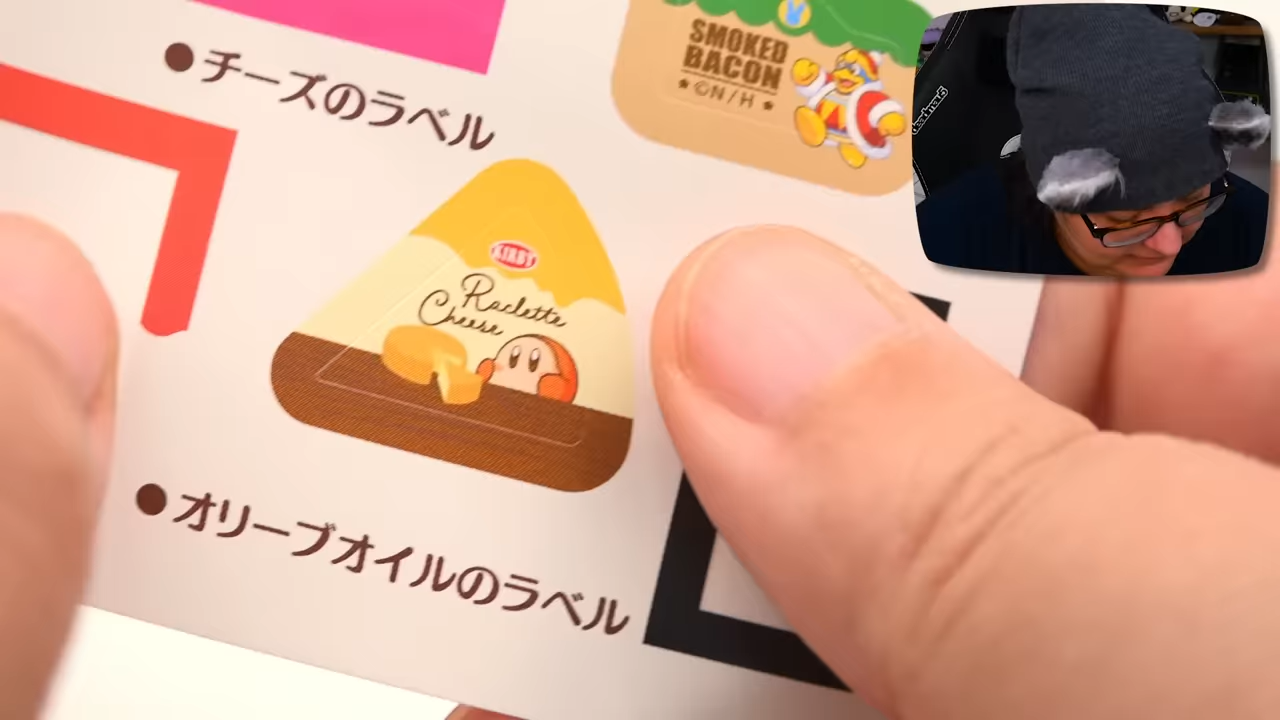 SMOKED
BACON
★ ©N/H ★
●チーズのラベル
KIRBY
Raclette
Cheese
●オリーブオイルのラベル
deadmau5